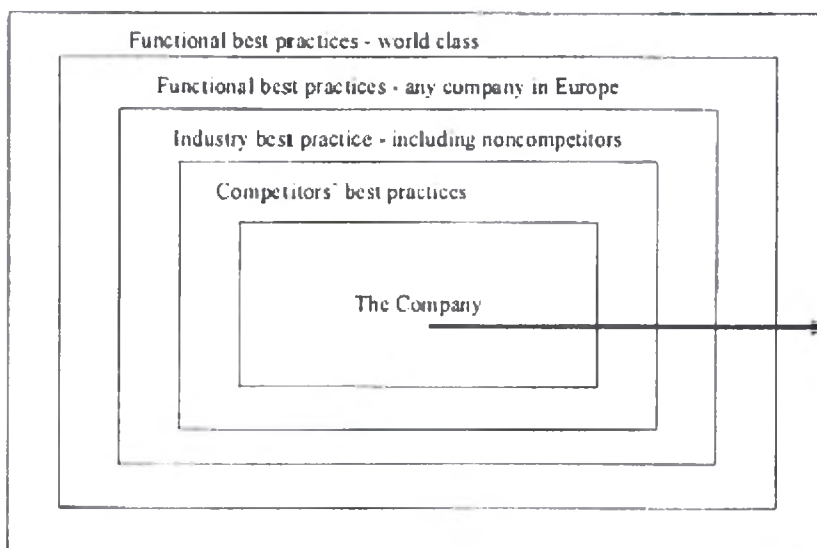 Functional best practices - world class
Functional best practices - any company in Europe
Industry best practice - including noncompetitors
Competitors' best practices
The Company